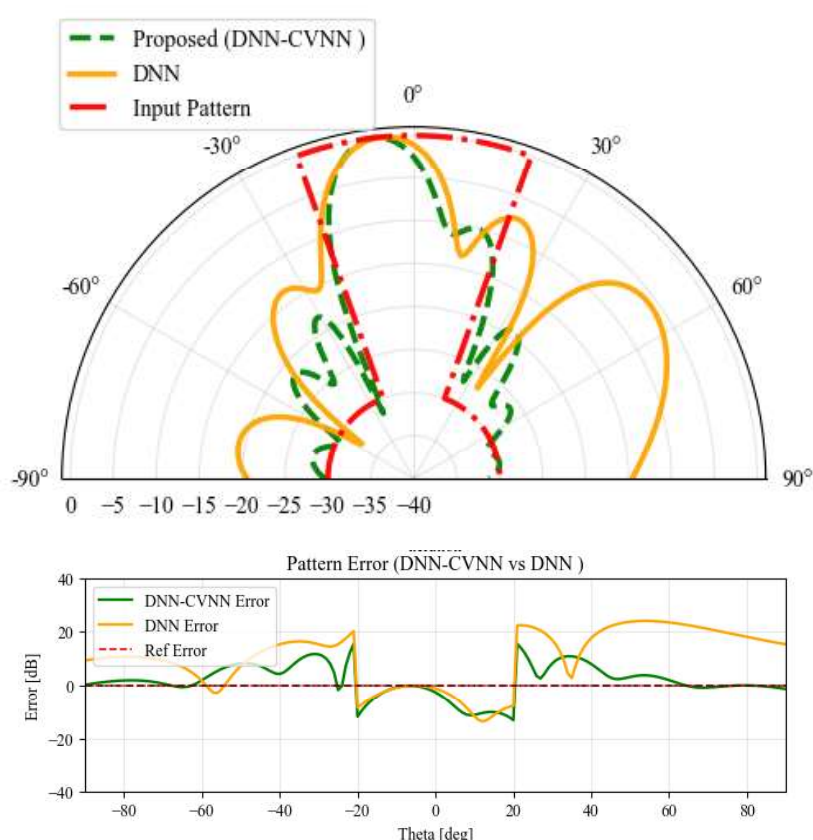 Proposed (DNN-CVNN )
DNN
Input Pattern
0°
-30° 30°
-60° 60°
-90° 90°
0 −5 −10 −15 −20 −25 −30 −35 −40
Pattern Error (DNN-CVNN vs DNN )
40
DNN-CVNN Error
DNN Error
Ref Error
20
0
−20
−40
Error [dB]
−80 −60 −40 −20 0 20 40 60 80
Theta [deg]